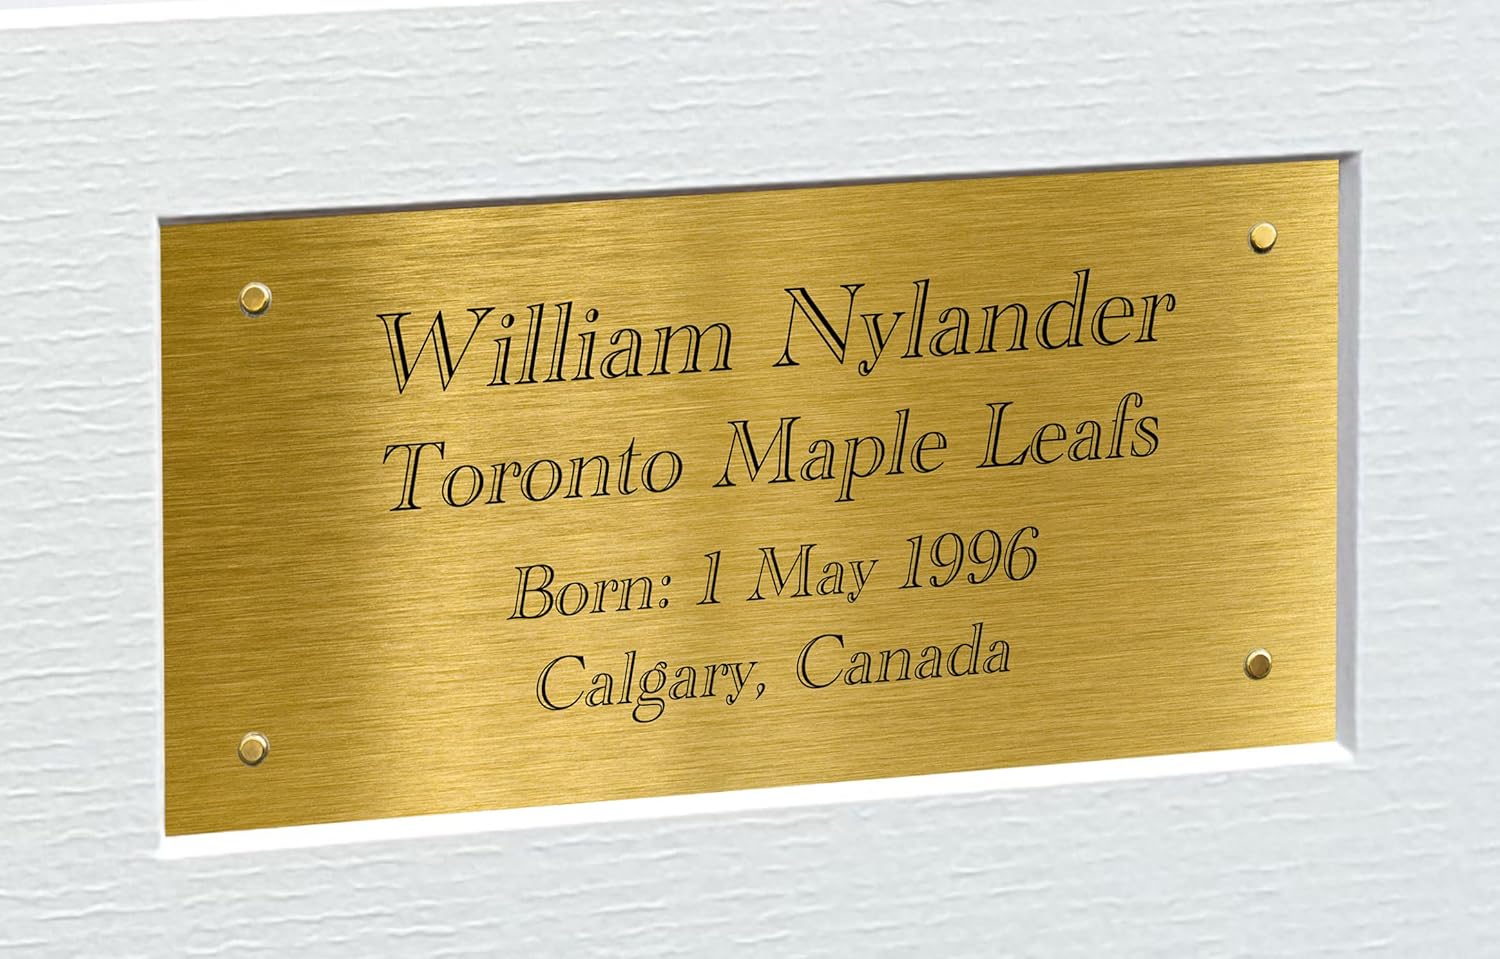 William Nylander
Toronto Maple Leafs
Born: 1 May 1996
Calgary, Canada